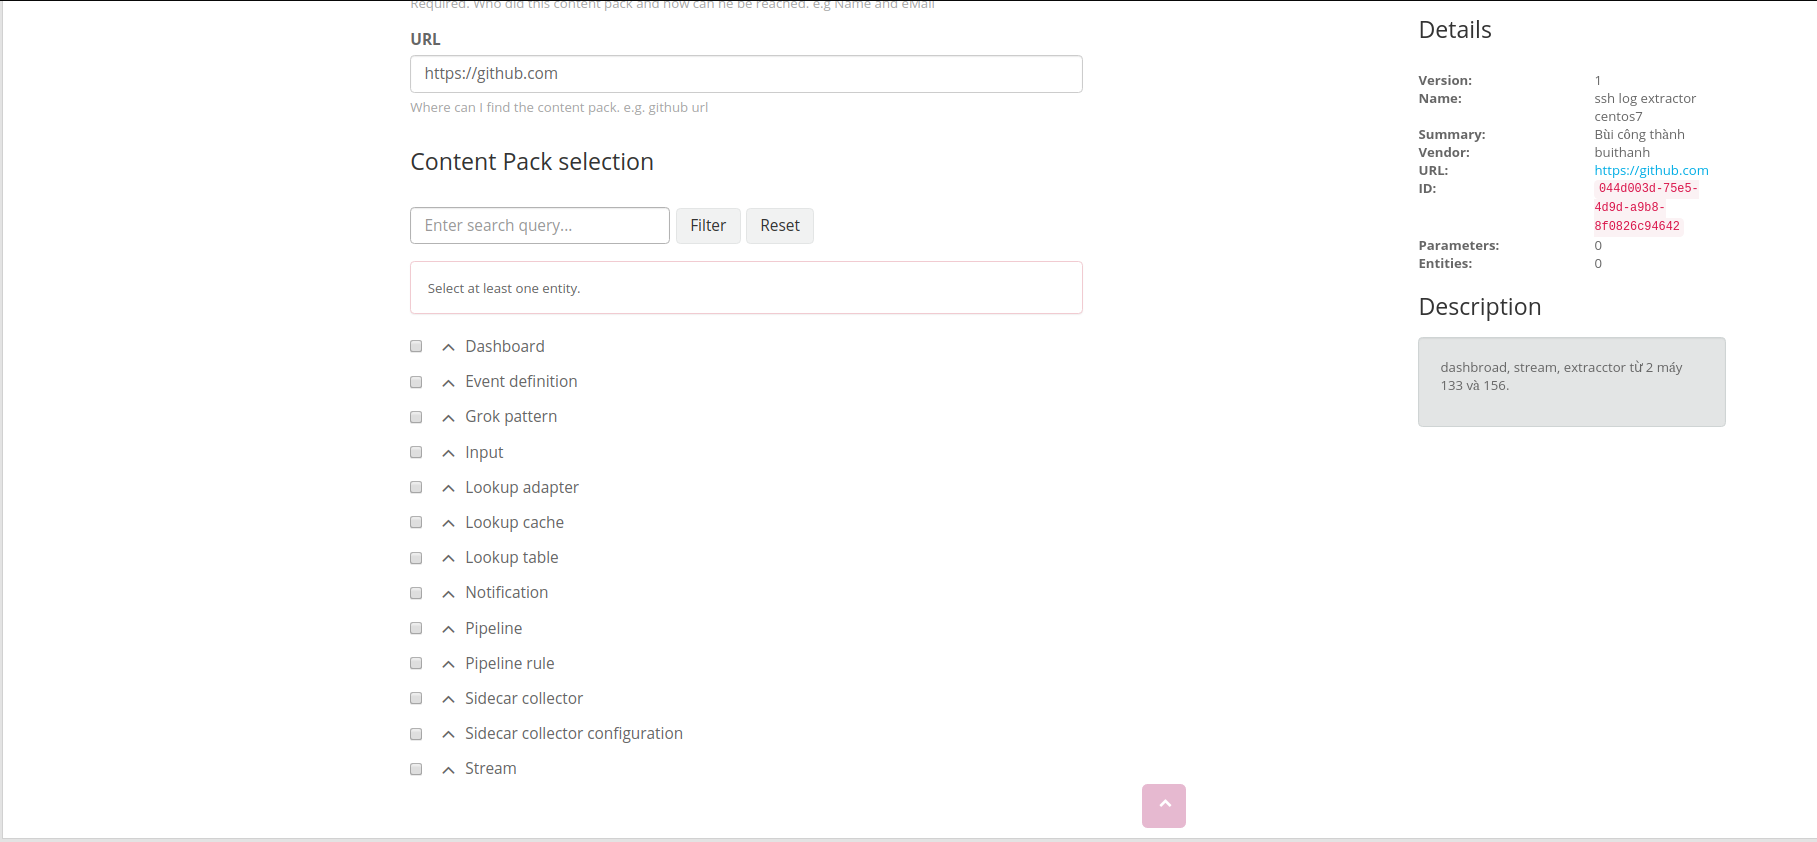 Required. Who did this content pack and how can he be reached. e.g Name and eMail
URL
https://github.com
Where can I find the content pack. e.g. github url
Content Pack selection
Enter search query...
Filter
Reset
Select at least one entity.
Dashboard
Event definition
Grok pattern
Input
Lookup adapter
Lookup cache
Lookup table
Notification
Pipeline
Pipeline rule
Sidecar collector
Sidecar collector configuration
Stream
Details
Version: 1
Name: ssh log extractor
centos7
Summary: Bùi công thành
Vendor: buithanh
URL: https://github.com
ID: 044d003d-75e5-
4d9d-a9b8-
8f0826c94642
Parameters: 0
Entities: 0
Description
dashbroad, stream, extracctor từ 2 máy
133 và 156.